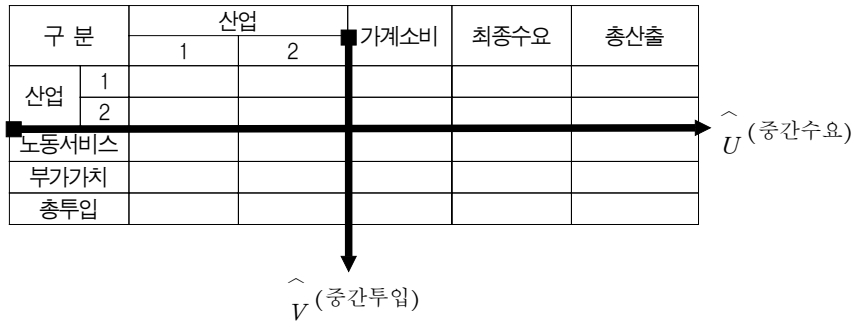 구 분 산업 가계소비 최종수요 총산출
1 2
산업 1
2
노동서비스
부가가치
총투입
Û (중간수요)
V̂ (중간투입)